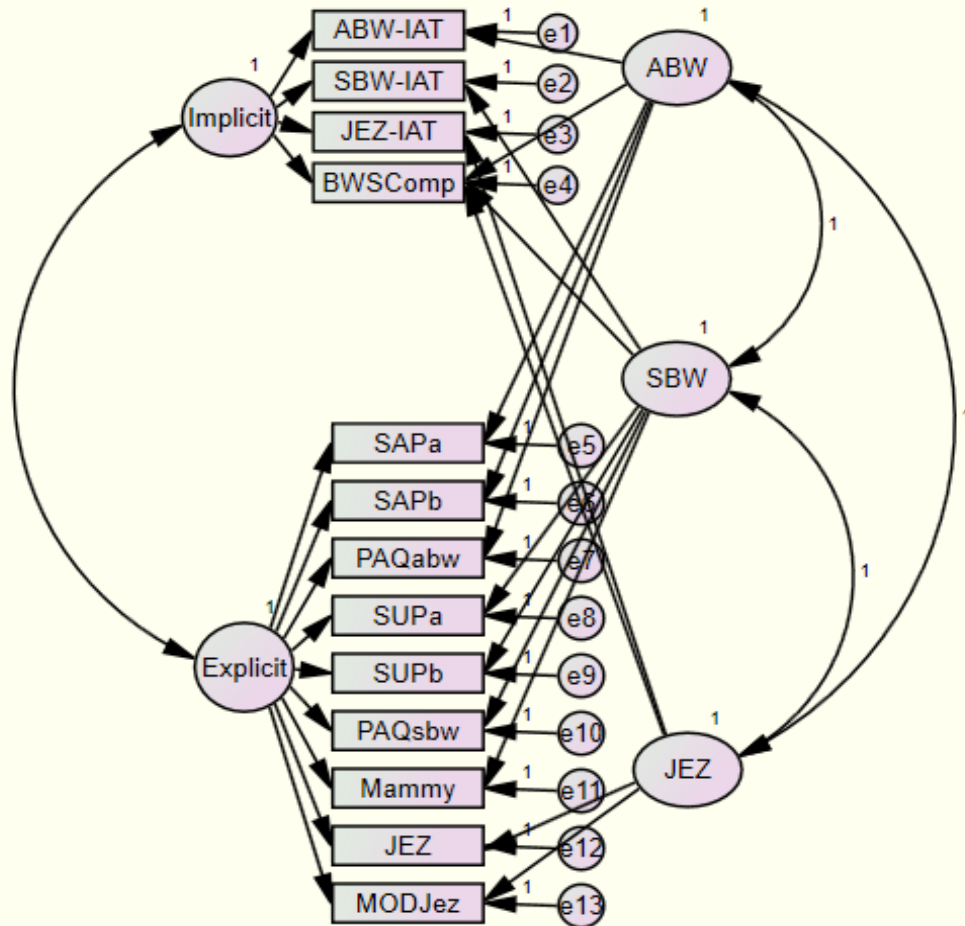 1 1
ABW-IAT 1 e1
ABW
1 SBW-IAT 1 e2
Implicit
JEZ-IAT 1 e3
BWSComp 1 e4
1
1
SBW
SAPa 1 e5
SAPb 1 e6
PAQabw 1 e7
1
1 SUPa 1 e8
Explicit
SUPb 1 e9
1
PAQsbw 1 e10
JEZ
Mammy 1 e11
JEZ 1 e12
MODJez 1 e13